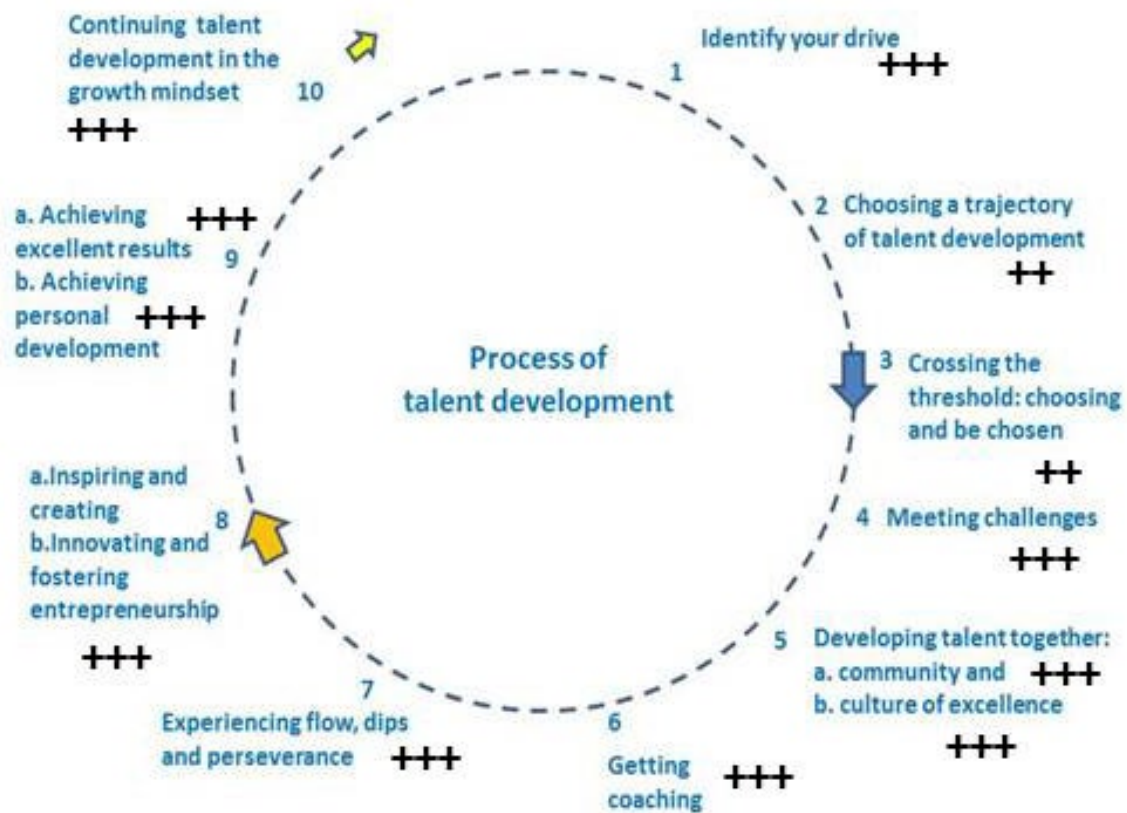 Process of
talent development
1
Identify your drive
+++
2 Choosing a trajectory
of talent development
++
3 Crossing the
threshold: choosing
and be chosen
++
4 Meeting challenges
+++
5 Developing talent together:
a. community and +++
b. culture of excellence
+++
6
Getting +++
coaching
7
Experiencing flow, dips
and perseverance +++
8
a.Inspiring and
creating
b.Innovating and
fostering
entrepreneurship
+++
9
a. Achieving +++
excellent results
b. Achieving
personal +++
development
Continuing talent
development in the
growth mindset 10
+++